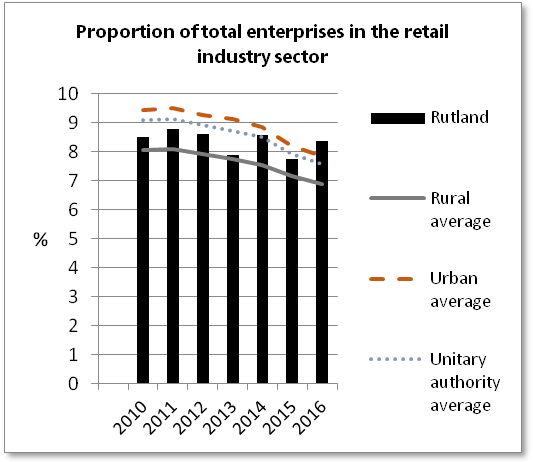 Proportion of total enterprises in the retail
industry sector
10
9
8
7
6
5
4
3
2
1
0
%
2010
2011
2012
2013
2014
2015
2016
Rutland
Rural
average
Urban
average
Unitary
authority
average